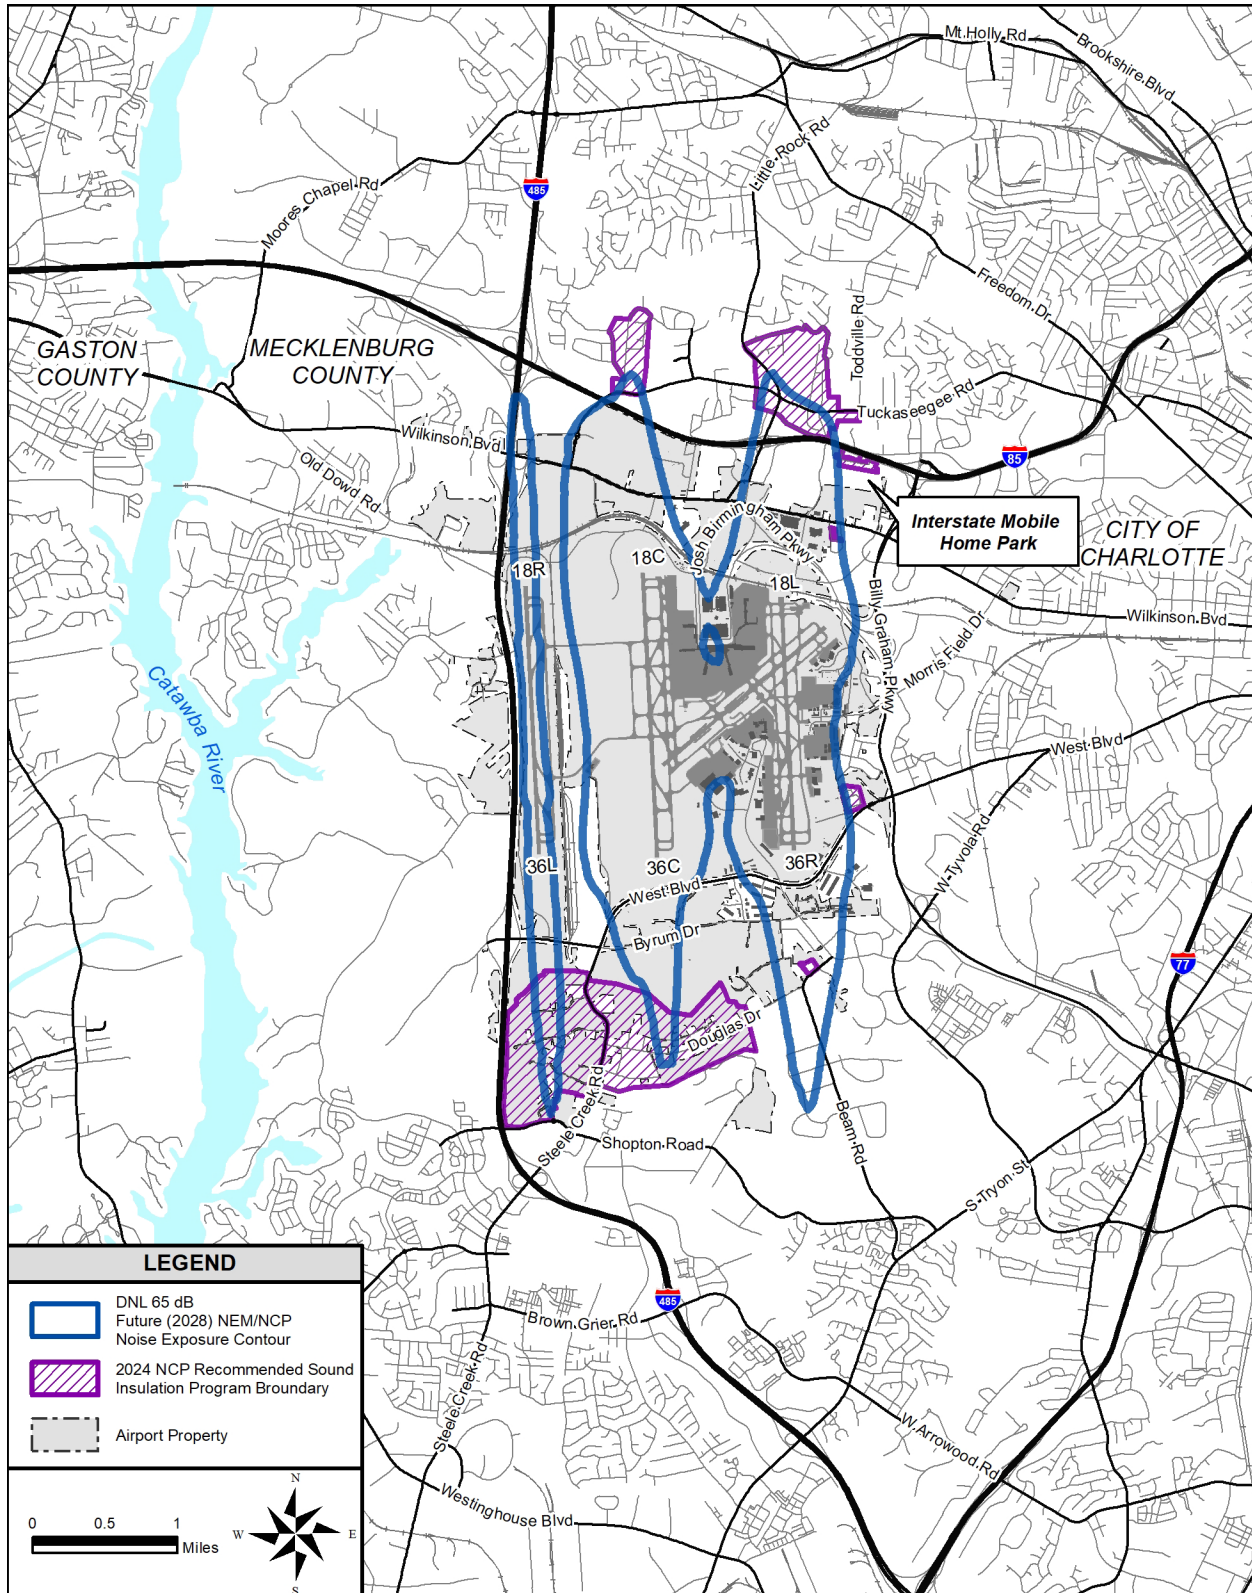 Mt Holly Rd
Brookshire Blvd
Little Rock Rd
485
Moores Chapel Rd
Freedom Dr
Toddville Rd
GASTON
COUNTY
MECKLENBURG
COUNTY
Tuckaseegee Rd
Wilkinson Blvd
85
Old Dowd Rd
Interstate Mobile
Home Park
CITY OF
CHARLOTTE
Josh Birmingham Pkwy
18R
18C
18L
Billy Graham Pkwy
Wilkinson Blvd
Morris Field Dr
Catawba River
West Blvd
W Tyvola Rd
36L
36C
36R
West Blvd
Byrum Dr
77
Douglas Dr
Steele Creek Rd
Beam Rd
Shopton Road
S Tryon St
485
Brown Grier Rd
Steele Creek Rd
W Arrowood Rd
Westinghouse Blvd
LEGEND
DNL 65 dB
Future (2028) NEM/NCP
Noise Exposure Contour
2024 NCP Recommended Sound
Insulation Program Boundary
Airport Property
0 0.5 1
Miles
N
W E
S